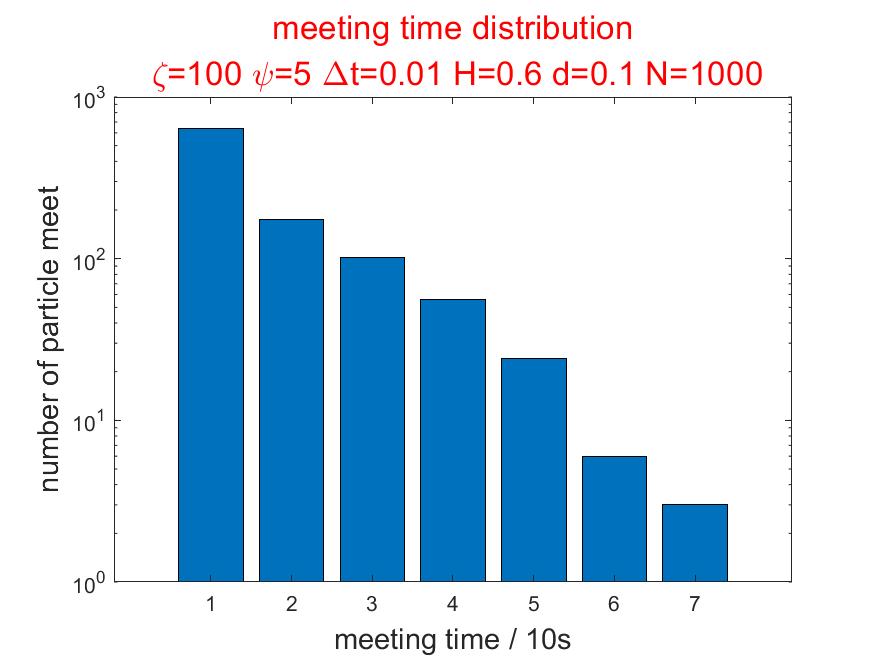 meeting time distribution
ζ=100 ψ=5 Δt=0.01 H=0.6 d=0.1 N=1000
10³
10²
10¹
10⁰
number of particle meet
1 2 3 4 5 6 7
meeting time / 10s